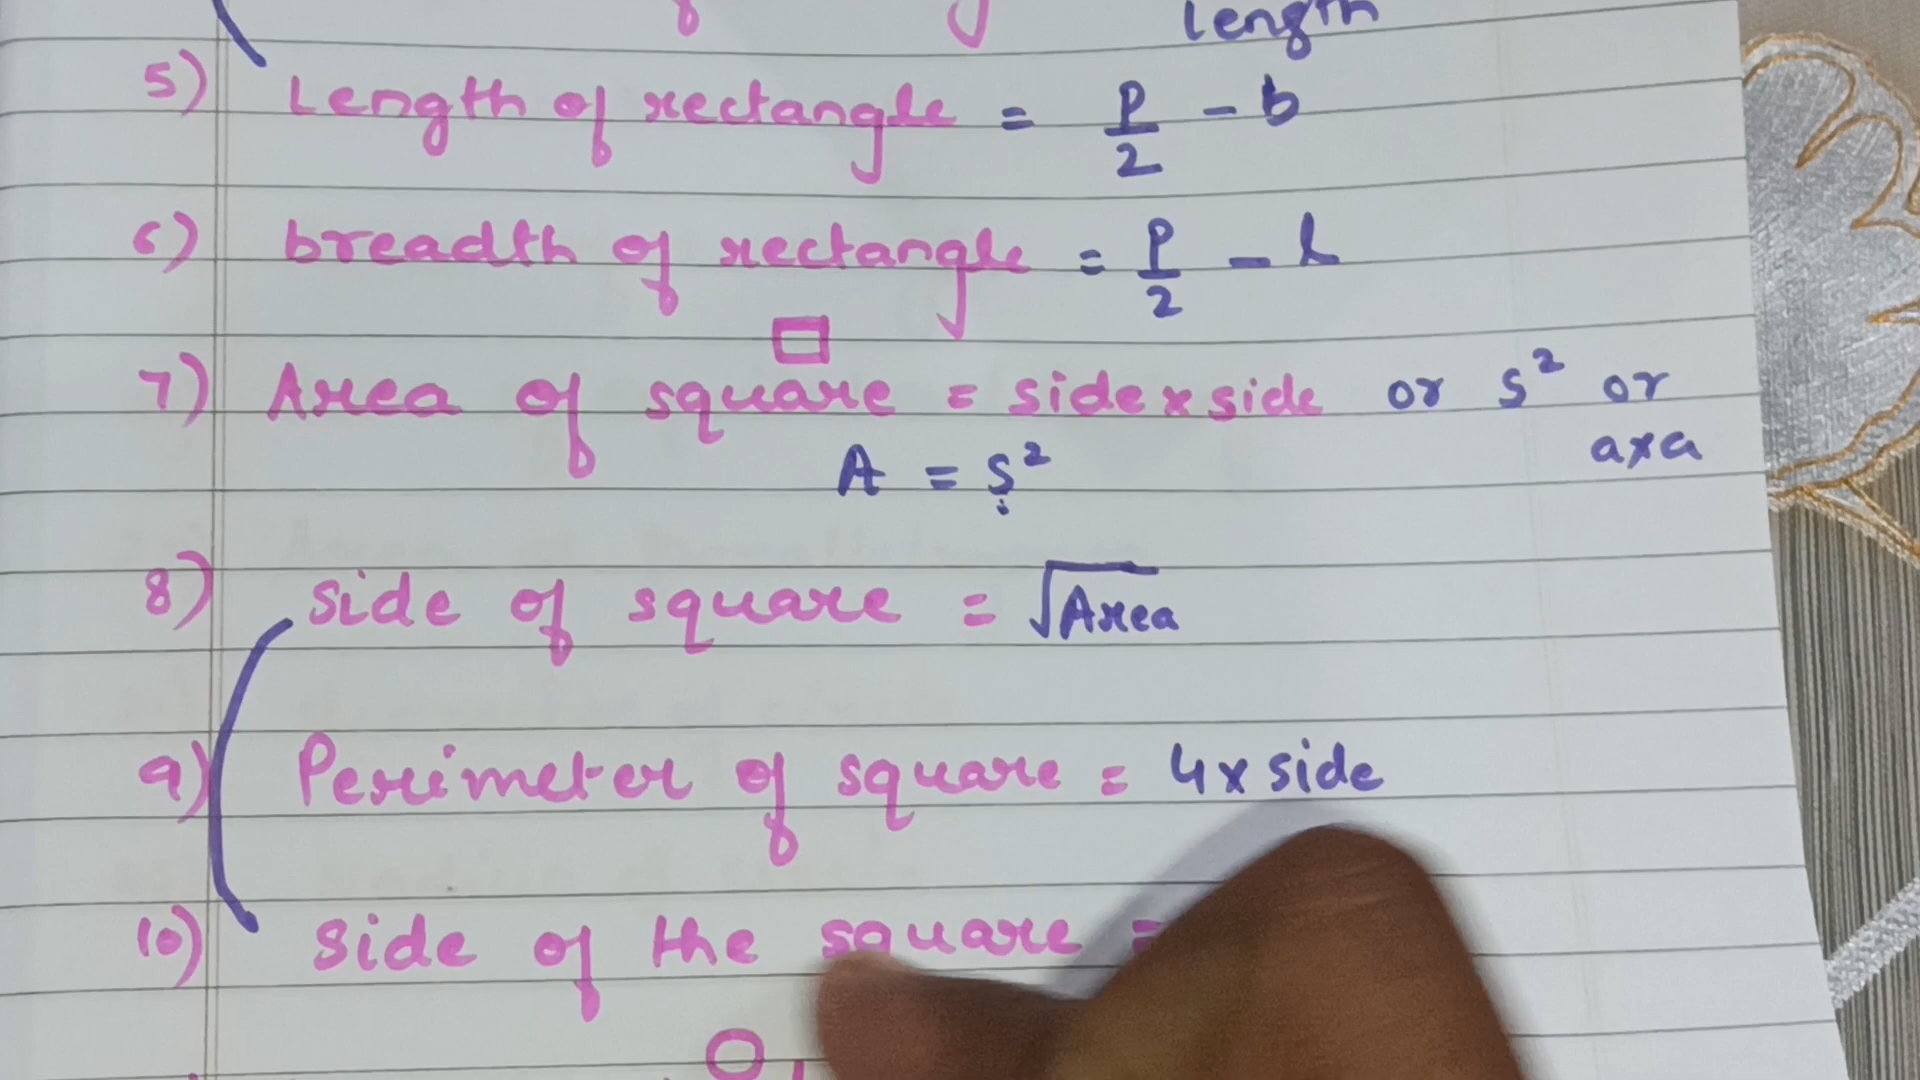 length
5) Length of rectangle = P/2 - b
6) breadth of rectangle = P/2 - L
7) Area of square = side x side or s² or
axa
A = s²
8) side of square = √Area
9) Perimeter of square = 4 x side
10) side of the square =